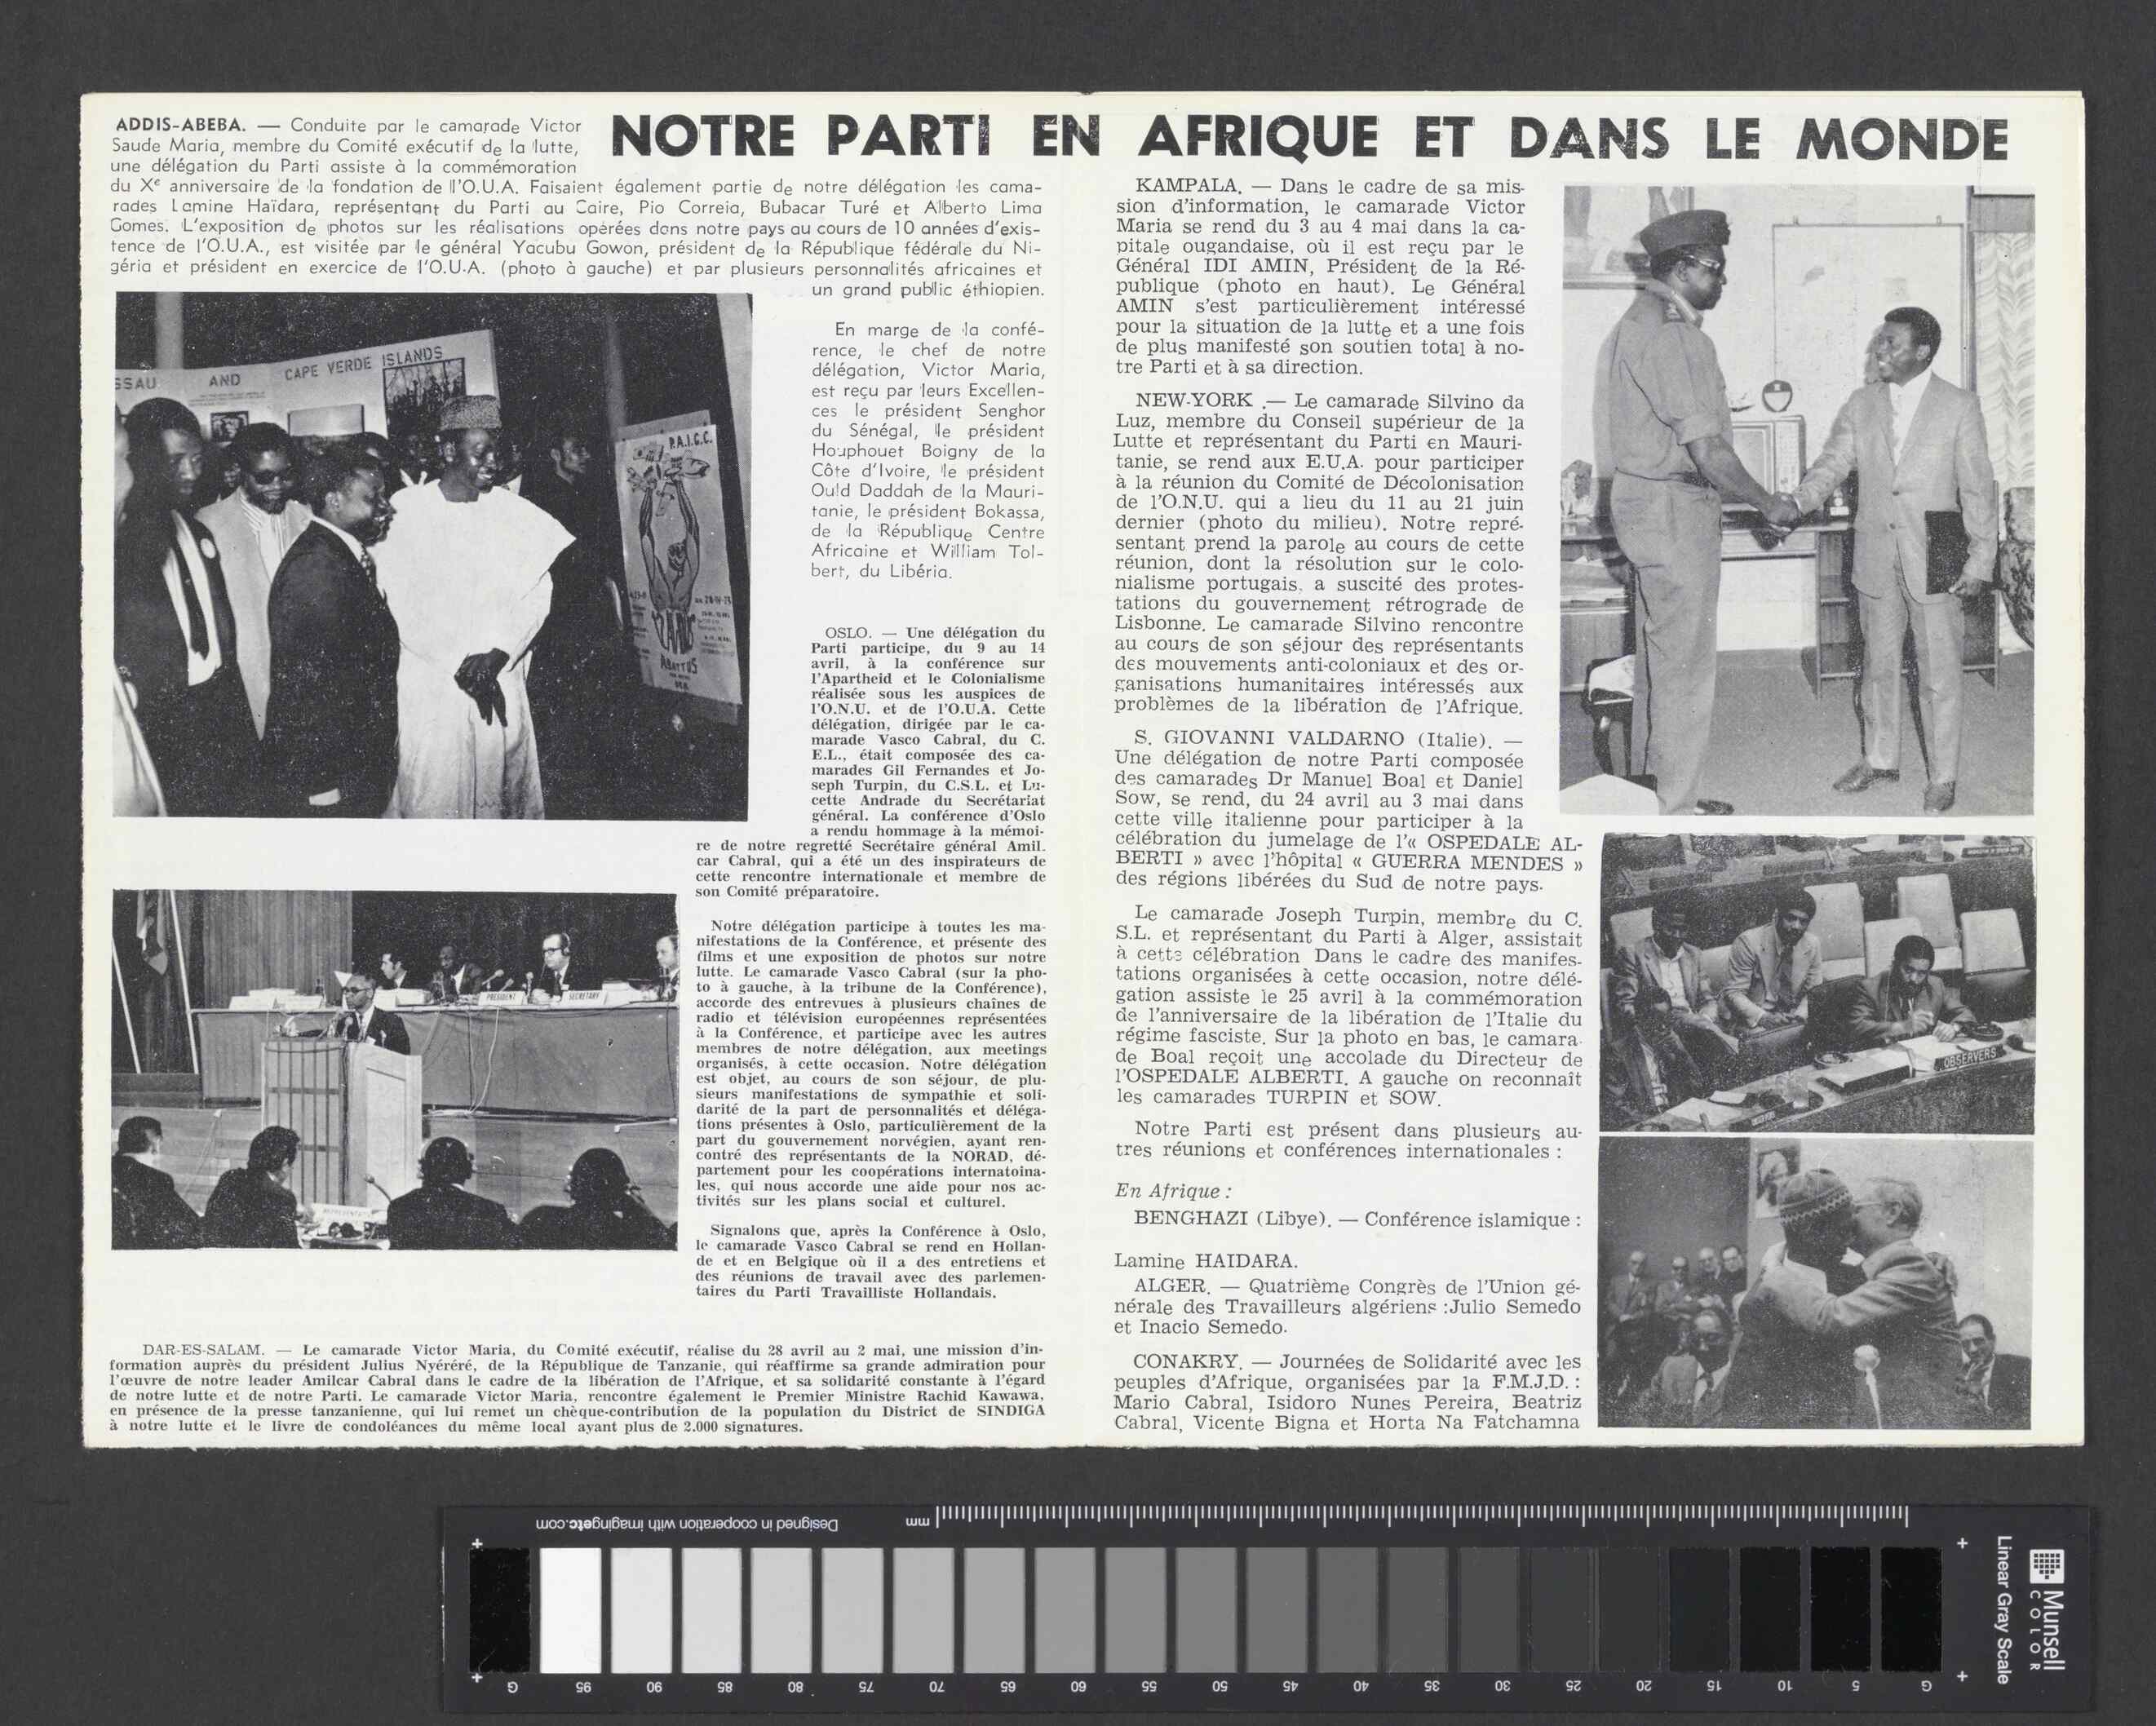 NOTRE PARTI EN AFRIQUE ET DANS LE MONDE
ADDIS-ABEBA. — Conduite par le camarade Victor
Saude Maria, membre du Comité exécutif de la lutte,
une délégation du Parti assiste à la commémoration
du Xe anniversaire de la fondation de l'O.U.A. Faisaient également partie de notre délégation les cama-
rades Lamine Haïdara, représentant du Parti au Caire, Pio Correia, Bubacar Turé et Alberto Lima
Gomes. L'exposition de photos sur les réalisations opérées dans notre pays au cours de 10 années d'exis-
tence de l'O.U.A., est visitée par le général Yacubu Gowon, président de la République fédérale du Ni-
géria et président en exercice de l'O.U.A. (photo à gauche) et par plusieurs personnalités africaines et
un grand public éthiopien.
SSAU AND CAPE VERDE ISLANDS
P.A.I.G.C.
ABATTUS
En marge de la confé-
rence, le chef de notre
délégation, Victor Maria,
est reçu par leurs Excellen-
ces le président Senghor
du Sénégal, le président
Houphouet Boigny de la
Côte d'Ivoire, le président
Ould Daddah de la Mauri-
tanie, le président Bokassa,
de la République Centre
Africaine et William Tol-
bert, du Libéria.
OSLO. — Une délégation du
Parti participe, du 9 au 14
avril, à la conférence sur
l'Apartheid et le Colonialisme
réalisée sous les auspices de
l'O.N.U. et de l'O.U.A. Cette
délégation, dirigée par le ca-
marade Vasco Cabral, du C.
E.L., était composée des ca-
marades Gil Fernandes et Jo-
seph Turpin, du C.S.L. et Lu-
cette Andrade du Secrétariat
général. La conférence d'Oslo
a rendu hommage à la mémoi-
re de notre regretté Secrétaire général Amil.
car Cabral, qui a été un des inspirateurs de
cette rencontre internationale et membre de
son Comité préparatoire.
PRESIDENT
SECRETARY
Notre délégation participe à toutes les ma-
nifestations de la Conférence, et présente des
films et une exposition de photos sur notre
lutte. Le camarade Vasco Cabral (sur la pho-
to à gauche, à la tribune de la Conférence),
accorde des entrevues à plusieurs chaînes de
radio et télévision européennes représentées
à la Conférence, et participe avec les autres
membres de notre délégation, aux meetings
organisés, à cette occasion. Notre délégation
est objet, au cours de son séjour, de plu-
sieurs manifestations de sympathie et soli-
darité de la part de personnalités et déléga-
tions présentes à Oslo, particulièrement de la
part du gouvernement norvégien, ayant ren-
contré des représentants de la NORAD, dé-
partement pour les coopérations internatoina-
les, qui nous accorde une aide pour nos ac-
tivités sur les plans social et culturel.
Signalons que, après la Conférence à Oslo,
le camarade Vasco Cabral se rend en Hollan-
de et en Belgique où il a des entretiens et
des réunions de travail avec des parlemen-
taires du Parti Travailliste Hollandais.
DAR-ES-SALAM. — Le camarade Victor Maria, du Comité exécutif, réalise du 28 avril au 2 mai, une mission d'in-
formation auprès du président Julius Nyéréré, de la République de Tanzanie, qui réaffirme sa grande admiration pour
l'œuvre de notre leader Amilcar Cabral dans le cadre de la libération de l'Afrique, et sa solidarité constante à l'égard
de notre lutte et de notre Parti. Le camarade Victor Maria, rencontre également le Premier Ministre Rachid Kawawa,
en présence de la presse tanzanienne, qui lui remet un chèque-contribution de la population du District de SINDIGA
à notre lutte et le livre de condoléances du même local ayant plus de 2.000 signatures.
KAMPALA. — Dans le cadre de sa mis-
sion d'information, le camarade Victor
Maria se rend du 3 au 4 mai dans la ca-
pitale ougandaise, où il est reçu par le
Général IDI AMIN, Président de la Ré-
publique (photo en haut). Le Général
AMIN s'est particulièrement intéressé
pour la situation de la lutte et a une fois
de plus manifesté son soutien total à no-
tre Parti et à sa direction.
NEW-YORK .— Le camarade Silvino da
Luz, membre du Conseil supérieur de la
Lutte et représentant du Parti en Mauri-
tanie, se rend aux E.U.A. pour participer
à la réunion du Comité de Décolonisation
de l'O.N.U. qui a lieu du 11 au 21 juin
dernier (photo du milieu). Notre repré-
sentant prend la parole au cours de cette
réunion, dont la résolution sur le colo-
nialisme portugais, a suscité des protes-
tations du gouvernement rétrograde de
Lisbonne. Le camarade Silvino rencontre
au cours de son séjour des représentants
des mouvements anti-coloniaux et des or-
ganisations humanitaires intéressés aux
problèmes de la libération de l'Afrique.
S. GIOVANNI VALDARNO (Italie). —
Une délégation de notre Parti composée
des camarades Dr Manuel Boal et Daniel
Sow, se rend, du 24 avril au 3 mai dans
cette ville italienne pour participer à la
célébration du jumelage de l'« OSPEDALE AL-
BERTI » avec l'hôpital « GUERRA MENDES »
des régions libérées du Sud de notre pays.
Le camarade Joseph Turpin, membre du C.
S.L. et représentant du Parti à Alger, assistait
à cette célébration Dans le cadre des manifes-
tations organisées à cette occasion, notre délé-
gation assiste le 25 avril à la commémoration
de l'anniversaire de la libération de l'Italie du
régime fasciste. Sur la photo en bas, le camara-
de Boal reçoit une accolade du Directeur de
l'OSPEDALE ALBERTI. A gauche on reconnaît
les camarades TURPIN et SOW.
Notre Parti est présent dans plusieurs au-
tres réunions et conférences internationales :
En Afrique :
BENGHAZI (Libye). — Conférence islamique :
Lamine HAIDARA.
ALGER. — Quatrième Congrès de l'Union gé-
nérale des Travailleurs algériens :Julio Semedo
et Inacio Semedo.
CONAKRY. — Journées de Solidarité avec les
peuples d'Afrique, organisées par la F.M.J.D. :
Mario Cabral, Isidoro Nunes Pereira, Beatriz
Cabral, Vicente Bigna et Horta Na Fatchamna
OBSERVERS
Designed in cooperation with imagingetc.com
mm
G 95 90 85 80 75 70 65 60 55 50 45 40 35 30 25 20 15 10 5 G
Linear Gray Scale
Munsell
COLOR